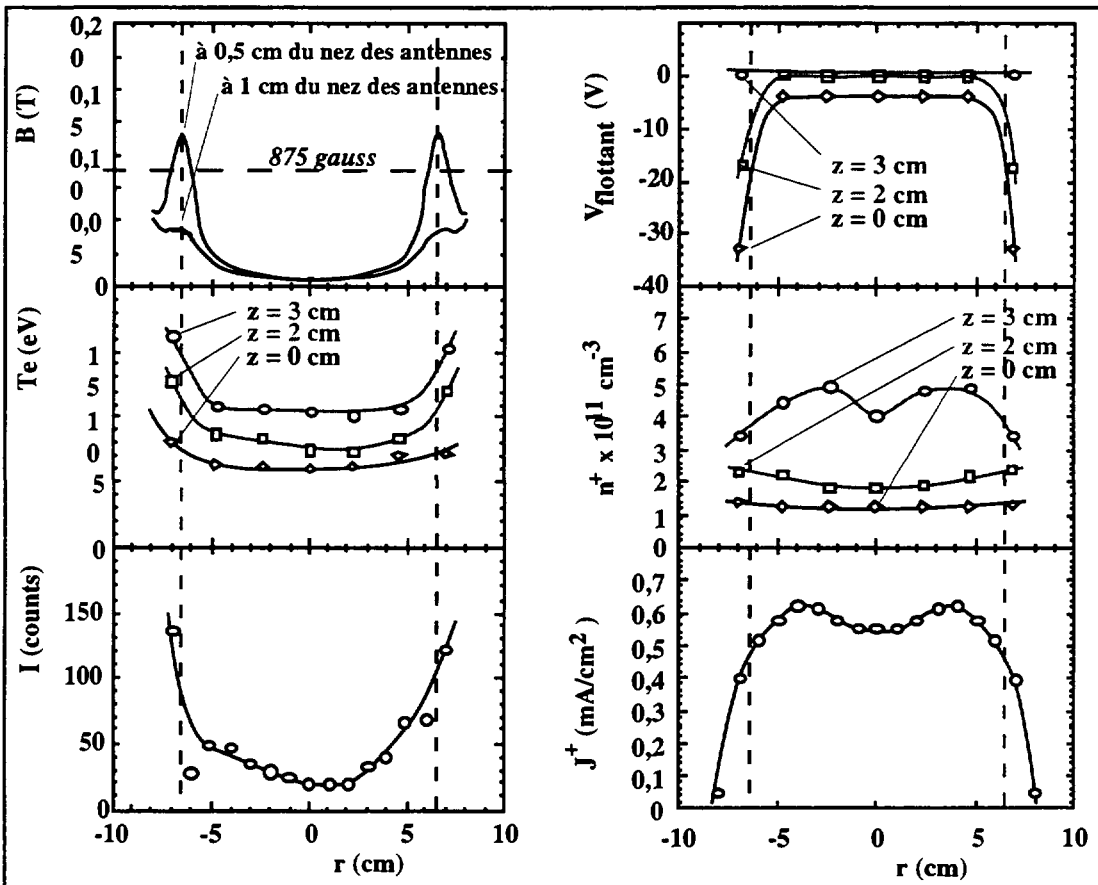 B (T)
0,2
0
0,1
5
0,1
0
0,0
5
0
à 0,5 cm du nez des antennes
à 1 cm du nez des antennes
875 gauss
Te (eV)
1
5
1
0
5
0
z = 3 cm
z = 2 cm
z = 0 cm
I (counts)
150
100
50
0
-10 -5 0 5 10
r (cm)
V flottant (V)
0
-10
-20
-30
-40
z = 3 cm
z = 2 cm
z = 0 cm
n+ x 10^11 cm^-3
7
6
5
4
3
2
1
0
z = 3 cm
z = 2 cm
z = 0 cm
J+ (mA/cm^2)
0,7
0,6
0,5
0,4
0,3
0,2
0,1
0
-10 -5 0 5 10
r (cm)